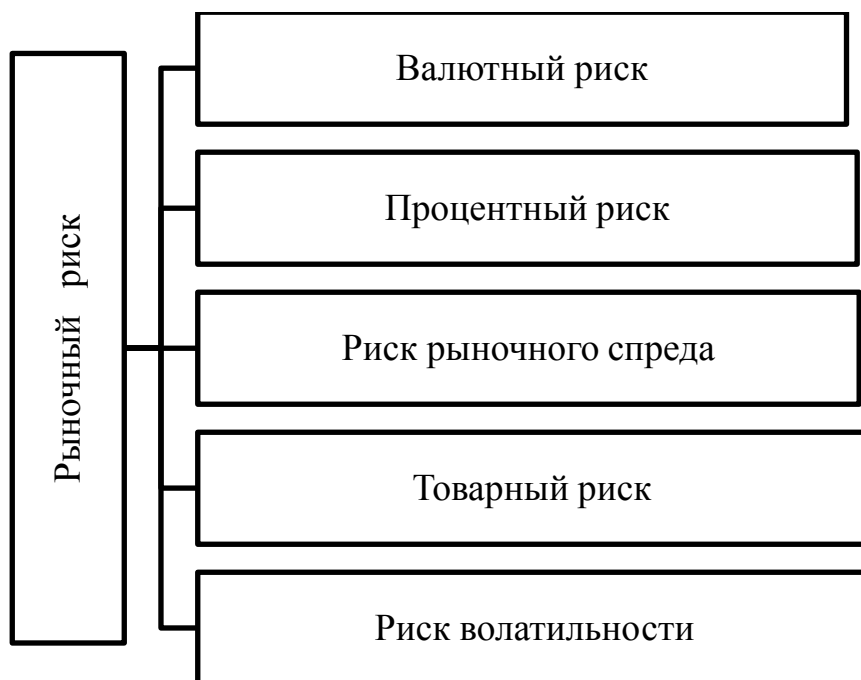 Рыночный риск
Валютный риск
Процентный риск
Риск рыночного спреда
Товарный риск
Риск волатильности